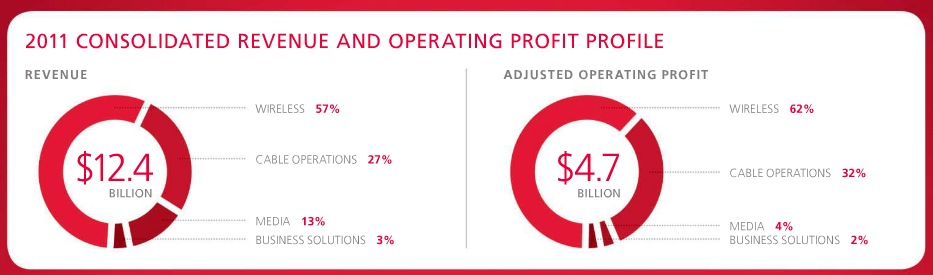 2011 CONSOLIDATED REVENUE AND OPERATING PROFIT PROFILE
REVENUE
$12.4
BILLION
WIRELESS 57%
CABLE OPERATIONS 27%
MEDIA 13%
BUSINESS SOLUTIONS 3%
ADJUSTED OPERATING PROFIT
$4.7
BILLION
WIRELESS 62%
CABLE OPERATIONS 32%
MEDIA 4%
BUSINESS SOLUTIONS 2%